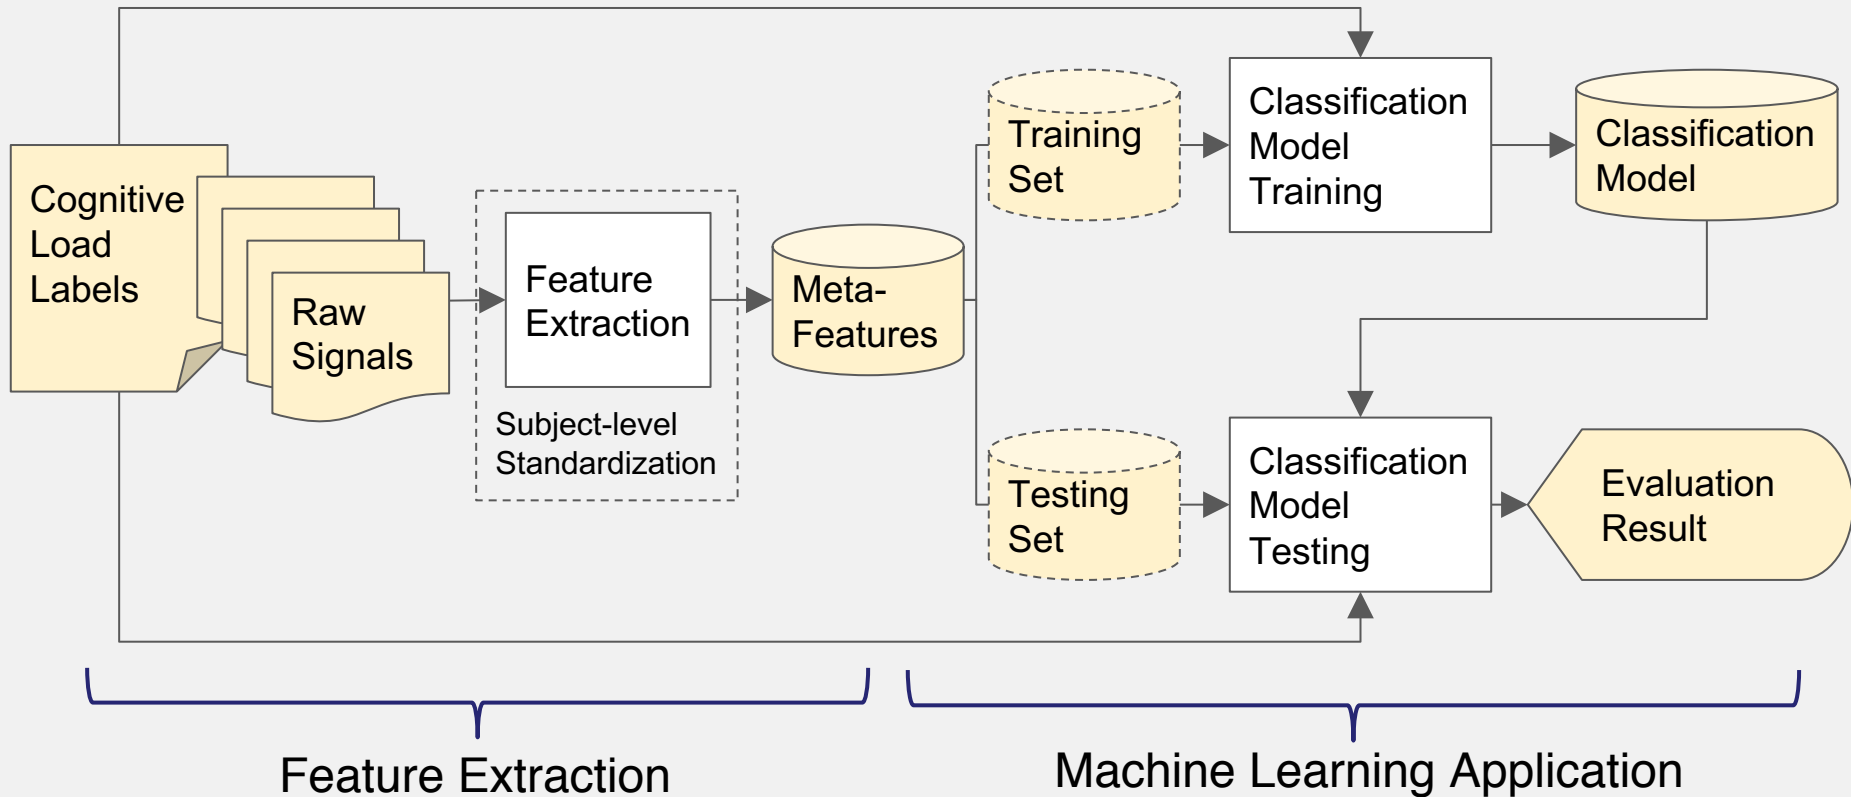 Cognitive
Load
Labels
Raw
Signals
Feature
Extraction
Subject-level
Standardization
Meta-
Features
Training
Set
Classification
Model
Training
Classification
Model
Testing
Set
Classification
Model
Testing
Evaluation
Result
Feature Extraction
Machine Learning Application